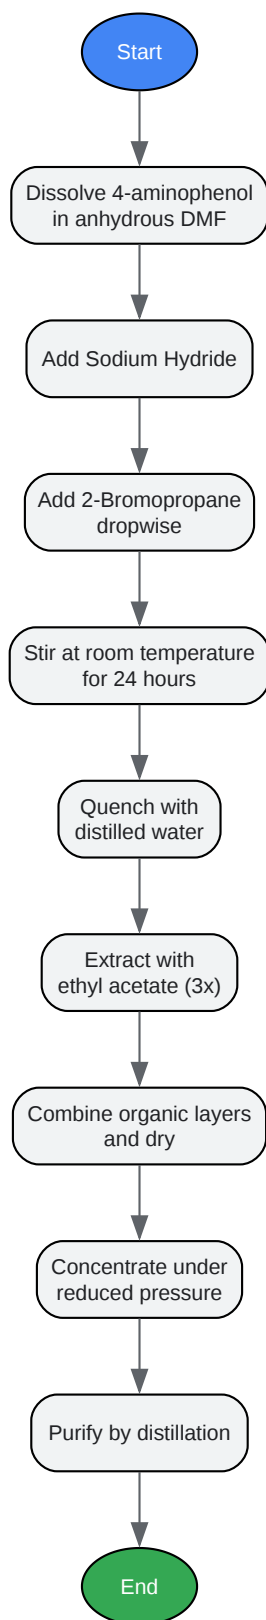 Start
Dissolve 4-aminophenol
in anhydrous DMF
Add Sodium Hydride
Add 2-Bromopropane
dropwise
Stir at room temperature
for 24 hours
Quench with
distilled water
Extract with
ethyl acetate (3x)
Combine organic layers
and dry
Concentrate under
reduced pressure
Purify by distillation
End